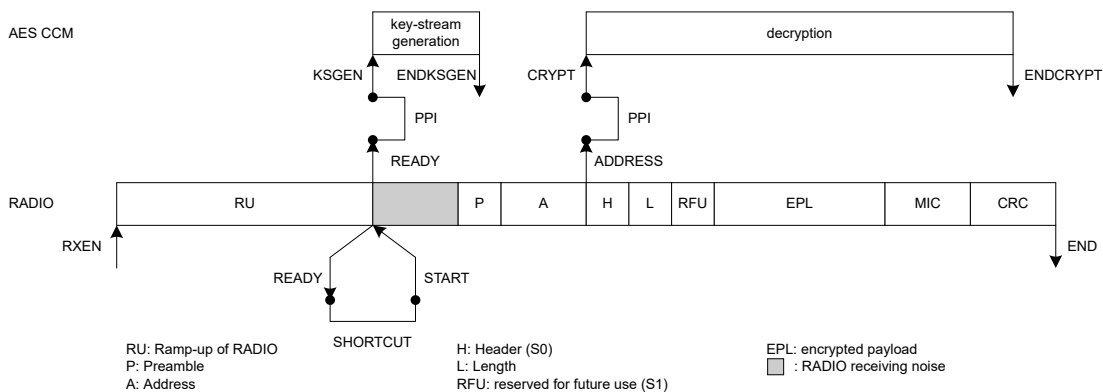 AES CCM
key-stream
generation
decryption
KSGEN
ENDKSGEN
CRYPT
ENDCRYPT
PPI
PPI
READY
ADDRESS
RADIO
RU
P
A
H
L
RFU
EPL
MIC
CRC
RXEN
END
READY
START
SHORTCUT
RU: Ramp-up of RADIO
P: Preamble
A: Address
H: Header (S0)
L: Length
RFU: reserved for future use (S1)
EPL: encrypted payload
: RADIO receiving noise